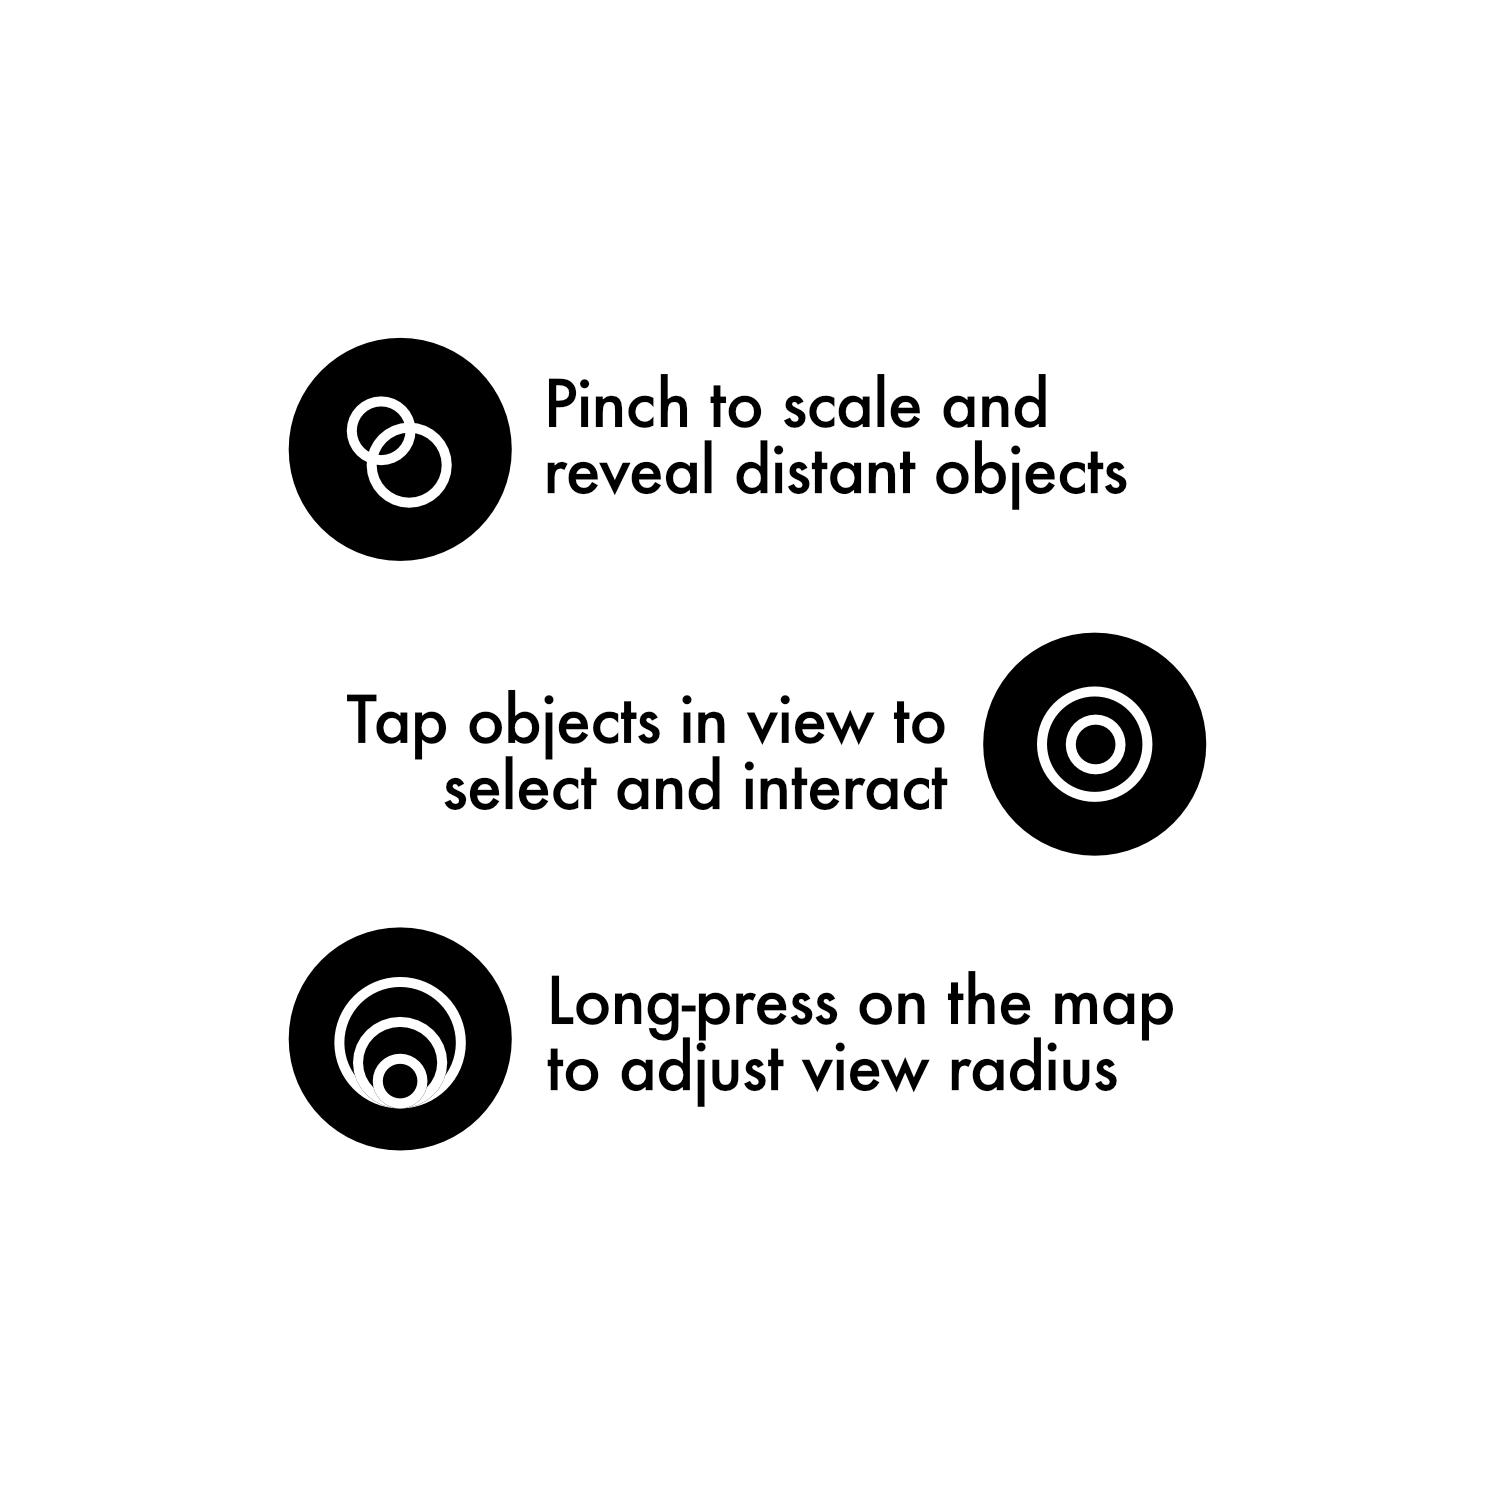 Pinch to scale and
reveal distant objects
Tap objects in view to
select and interact
Long-press on the map
to adjust view radius